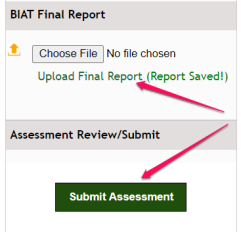 BIAT Final Report
Choose File No file chosen
Upload Final Report (Report Saved!)
Assessment Review/Submit
Submit Assessment